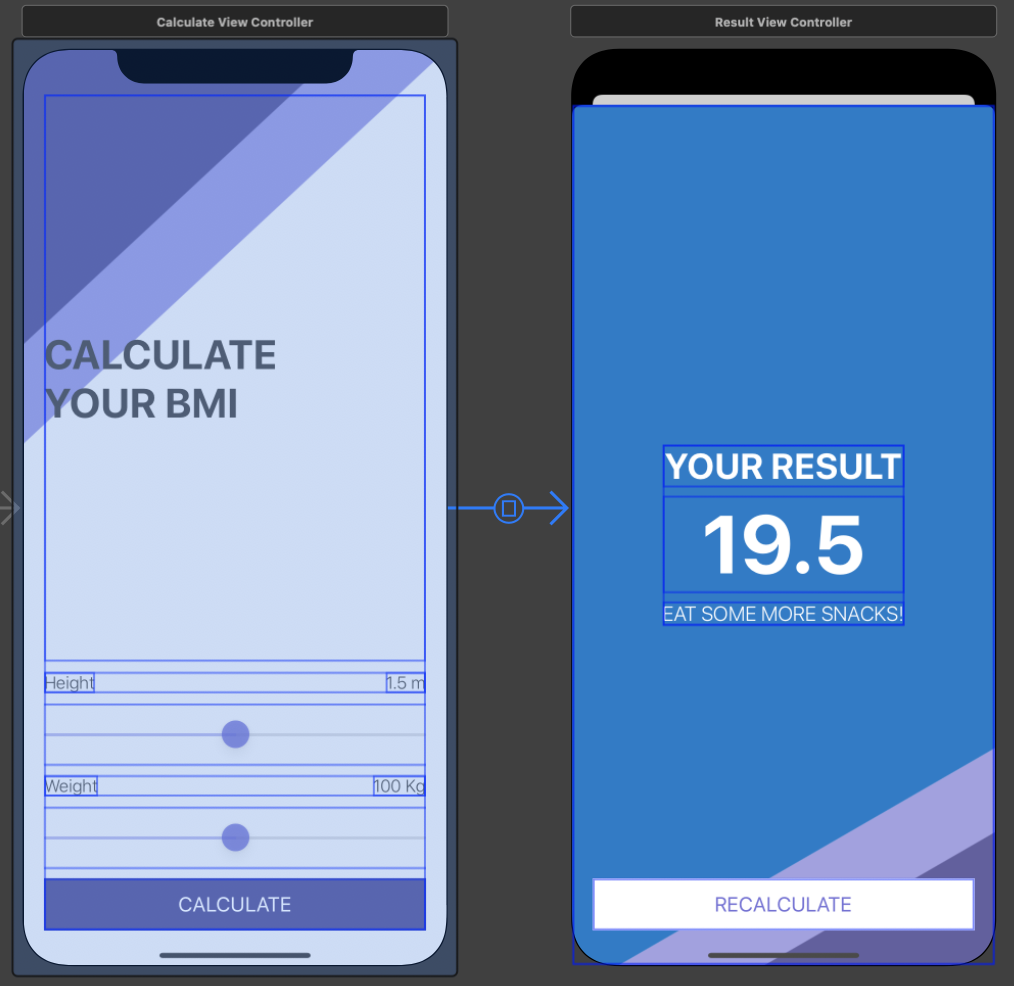 Calculate View Controller
Result View Controller
CALCULATE
YOUR BMI
Height
1.5 m
Weight
100 Kg
CALCULATE
YOUR RESULT
19.5
EAT SOME MORE SNACKS!
RECALCULATE